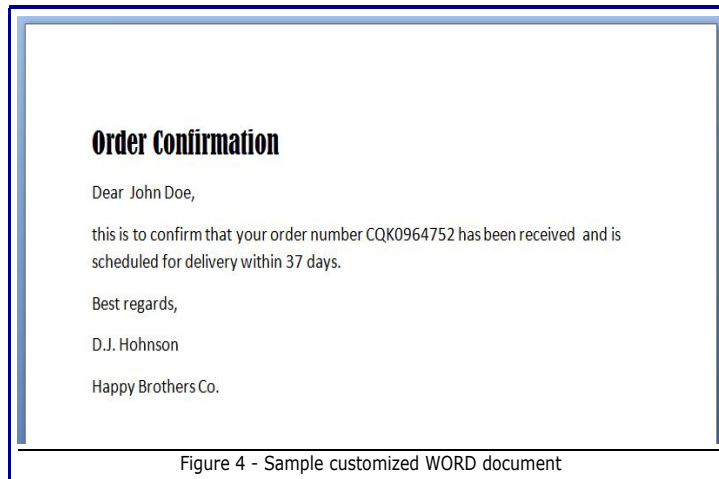 Order Confirmation
Dear John Doe,
this is to confirm that your order number CQK0964752 has been received and is
scheduled for delivery within 37 days.
Best regards,
D.J. Hohnson
Happy Brothers Co.
Figure 4 - Sample customized WORD document